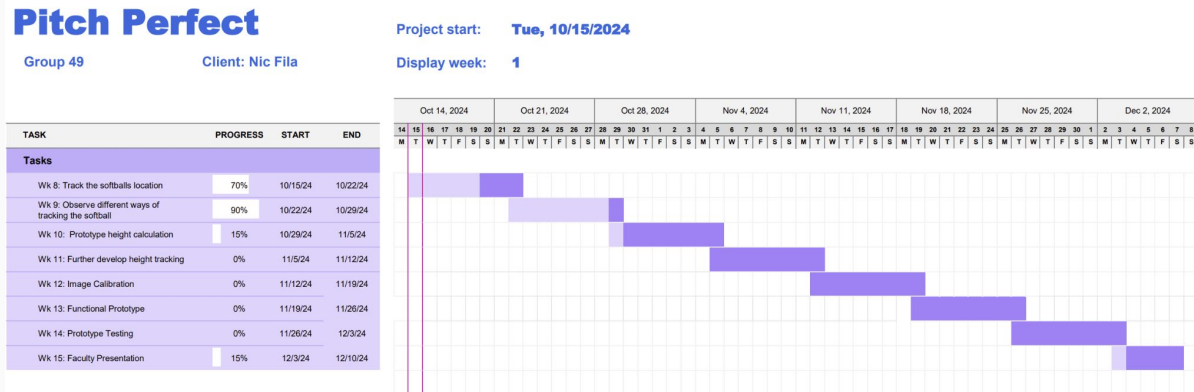 Pitch Perfect
Project start: Tue, 10/15/2024
Group 49 Client: Nic Fila Display week: 1
Oct 14, 2024 Oct 21, 2024 Oct 28, 2024 Nov 4, 2024 Nov 11, 2024 Nov 18, 2024 Nov 25, 2024 Dec 2, 2024
14 15 16 17 18 19 20 21 22 23 24 25 26 27 28 29 30 31 1 2 3 4 5 6 7 8 9 10 11 12 13 14 15 16 17 18 19 20 21 22 23 24 25 26 27 28 29 30 1 2 3 4 5 6 7 8
TASK PROGRESS START END M T W T F S S M T W T F S S M T W T F S S M T W T F S S M T W T F S S M T W T F S S M T W T F S S M T W T F S S
Tasks
Wk 8: Track the softballs location 70% 10/15/24 10/22/24
Wk 9: Observe different ways of
tracking the softball 90% 10/22/24 10/29/24
Wk 10: Prototype height calculation 15% 10/29/24 11/5/24
Wk 11: Further develop height tracking 0% 11/5/24 11/12/24
Wk 12: Image Calibration 0% 11/12/24 11/19/24
Wk 13: Functional Prototype 0% 11/19/24 11/26/24
Wk 14: Prototype Testing 0% 11/26/24 12/3/24
Wk 15: Faculty Presentation 15% 12/3/24 12/10/24